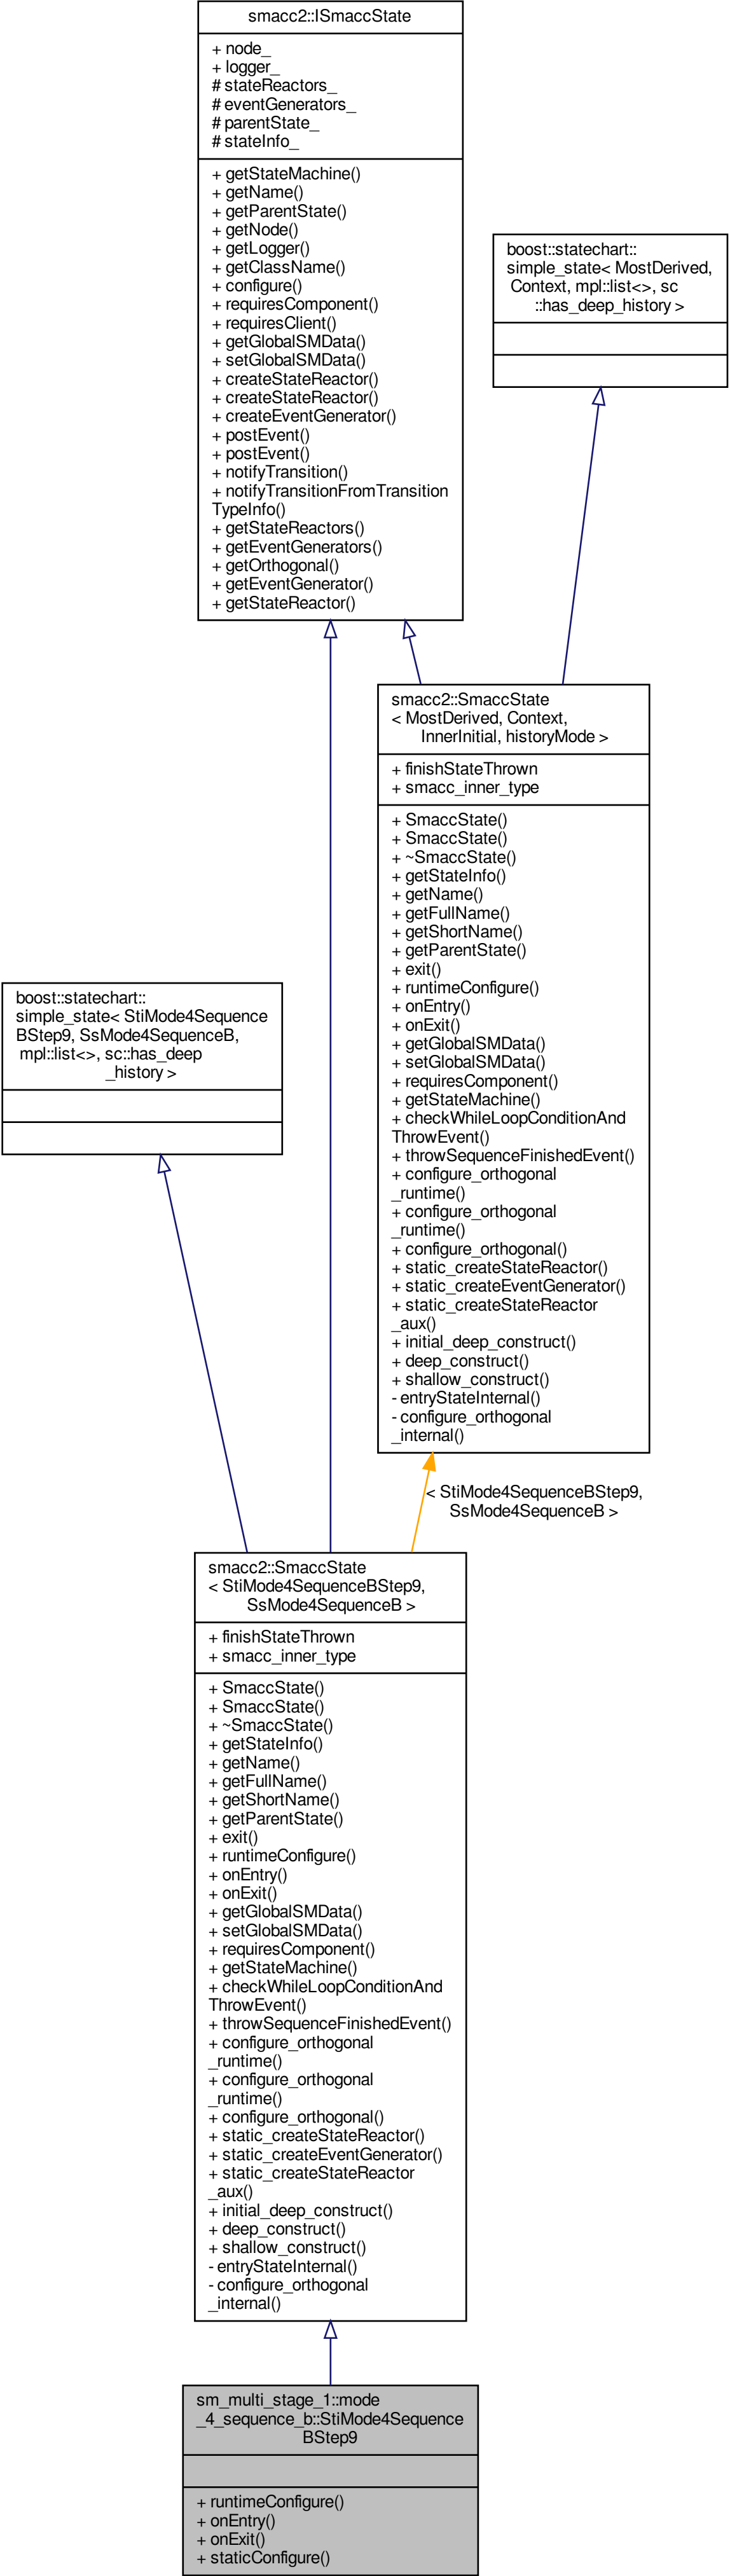 smacc2::ISmaccState
+ node_
+ logger_
# stateReactors_
# eventGenerators_
# parentState_
# stateInfo_
+ getStateMachine()
+ getName()
+ getParentState()
+ getNode()
+ getLogger()
+ getClassName()
+ configure()
+ requiresComponent()
+ requiresClient()
+ getGlobalSMData()
+ setGlobalSMData()
+ createStateReactor()
+ createStateReactor()
+ createEventGenerator()
+ postEvent()
+ postEvent()
+ notifyTransition()
+ notifyTransitionFromTransition
TypeInfo()
+ getStateReactors()
+ getEventGenerators()
+ getOrthogonal()
+ getEventGenerator()
+ getStateReactor()
boost::statechart::
simple_state< MostDerived,
Context, mpl::list<>, sc
::has_deep_history >
smacc2::SmaccState
< MostDerived, Context,
InnerInitial, historyMode >
+ finishStateThrown
+ smacc_inner_type
+ SmaccState()
+ SmaccState()
+ ~SmaccState()
+ getStateInfo()
+ getName()
+ getFullName()
+ getShortName()
+ getParentState()
+ exit()
+ runtimeConfigure()
+ onEntry()
+ onExit()
+ getGlobalSMData()
+ setGlobalSMData()
+ requiresComponent()
+ getStateMachine()
+ checkWhileLoopConditionAnd
ThrowEvent()
+ throwSequenceFinishedEvent()
+ configure_orthogonal
_runtime()
+ configure_orthogonal
_runtime()
+ configure_orthogonal()
+ static_createStateReactor()
+ static_createEventGenerator()
+ static_createStateReactor
_aux()
+ initial_deep_construct()
+ deep_construct()
+ shallow_construct()
- entryStateInternal()
- configure_orthogonal
_internal()
boost::statechart::
simple_state< StiMode4Sequence
BStep9, SsMode4SequenceB,
mpl::list<>, sc::has_deep
_history >
< StiMode4SequenceBStep9,
SsMode4SequenceB >
smacc2::SmaccState
< StiMode4SequenceBStep9,
SsMode4SequenceB >
+ finishStateThrown
+ smacc_inner_type
+ SmaccState()
+ SmaccState()
+ ~SmaccState()
+ getStateInfo()
+ getName()
+ getFullName()
+ getShortName()
+ getParentState()
+ exit()
+ runtimeConfigure()
+ onEntry()
+ onExit()
+ getGlobalSMData()
+ setGlobalSMData()
+ requiresComponent()
+ getStateMachine()
+ checkWhileLoopConditionAnd
ThrowEvent()
+ throwSequenceFinishedEvent()
+ configure_orthogonal
_runtime()
+ configure_orthogonal
_runtime()
+ configure_orthogonal()
+ static_createStateReactor()
+ static_createEventGenerator()
+ static_createStateReactor
_aux()
+ initial_deep_construct()
+ deep_construct()
+ shallow_construct()
- entryStateInternal()
- configure_orthogonal
_internal()
sm_multi_stage_1::mode
_4_sequence_b::StiMode4Sequence
BStep9
+ runtimeConfigure()
+ onEntry()
+ onExit()
+ staticConfigure()